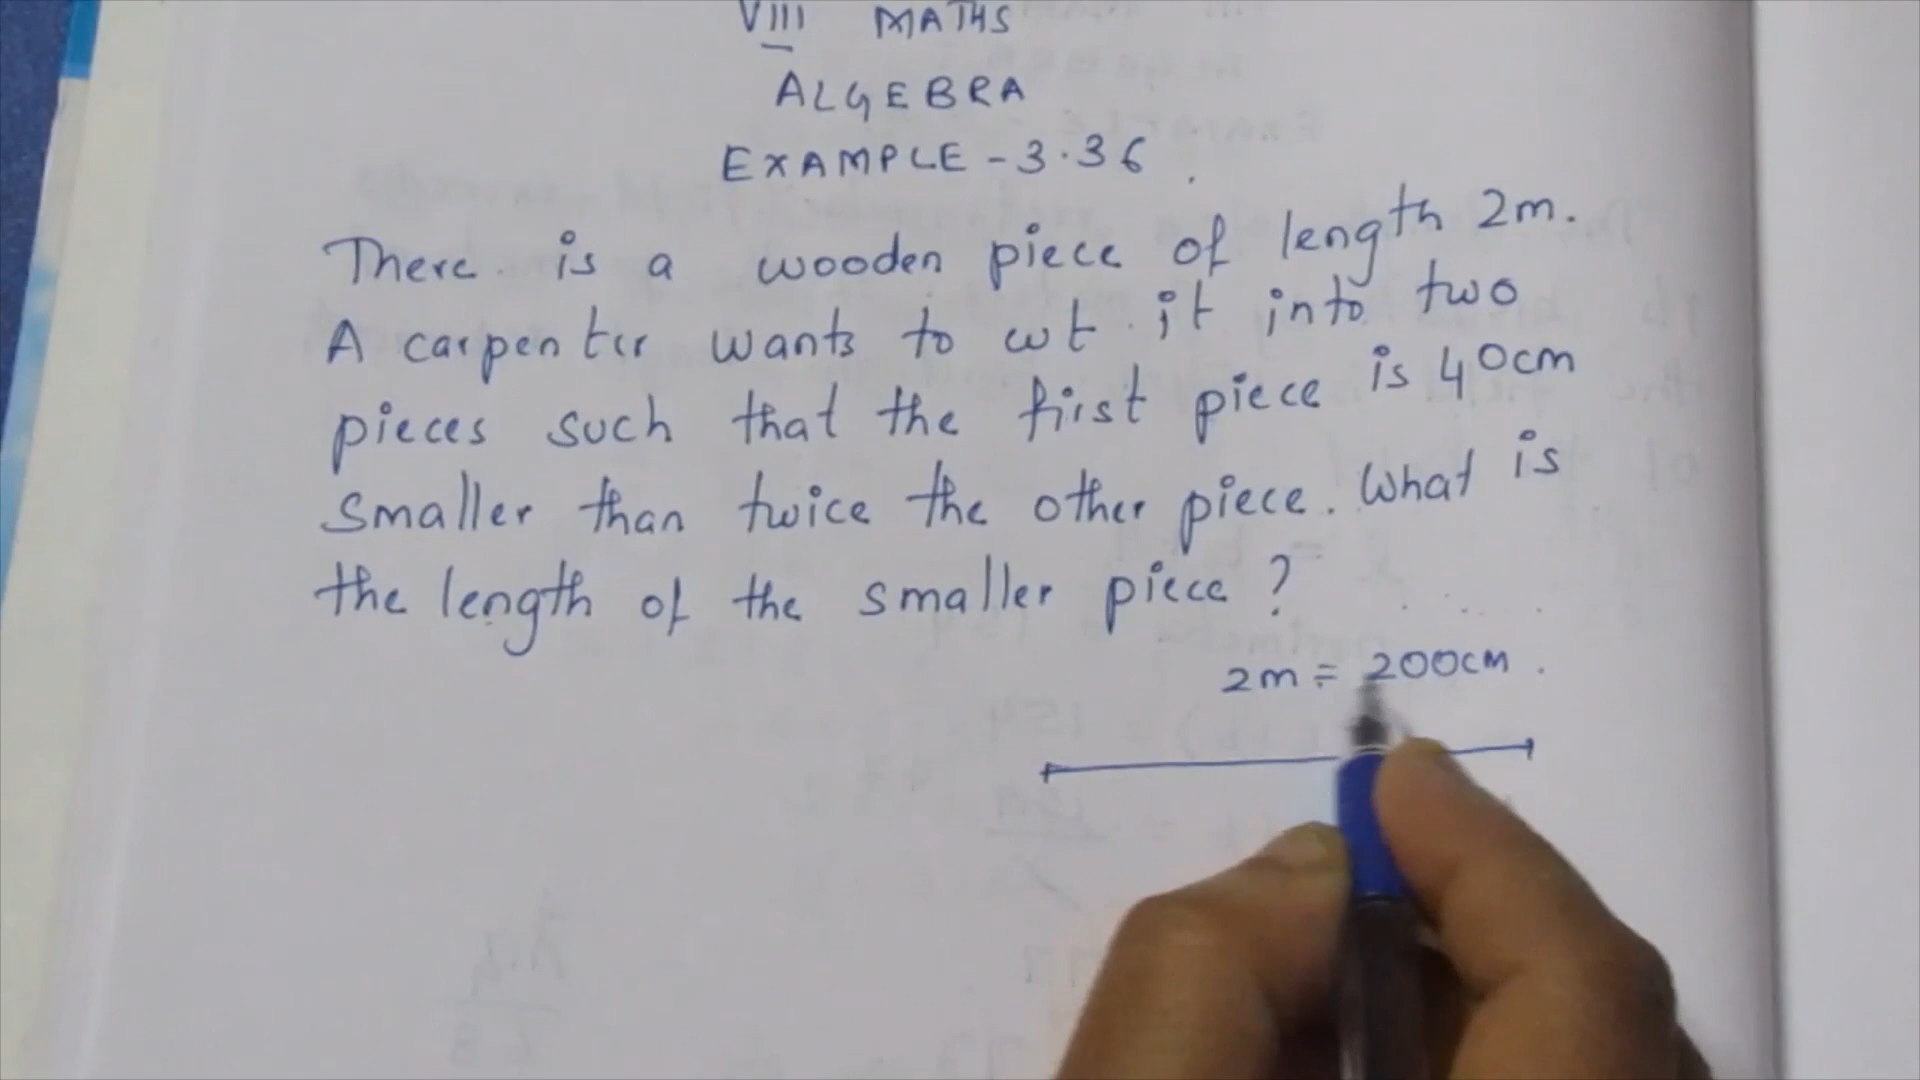 VIII MATHS
ALGEBRA
EXAMPLE - 3.36.
There is a wooden piece of length 2m.
A carpenter wants to cut it into two
pieces such that the first piece is 40cm
smaller than twice the other piece. What is
the length of the smaller piece?
2m = 200cm.